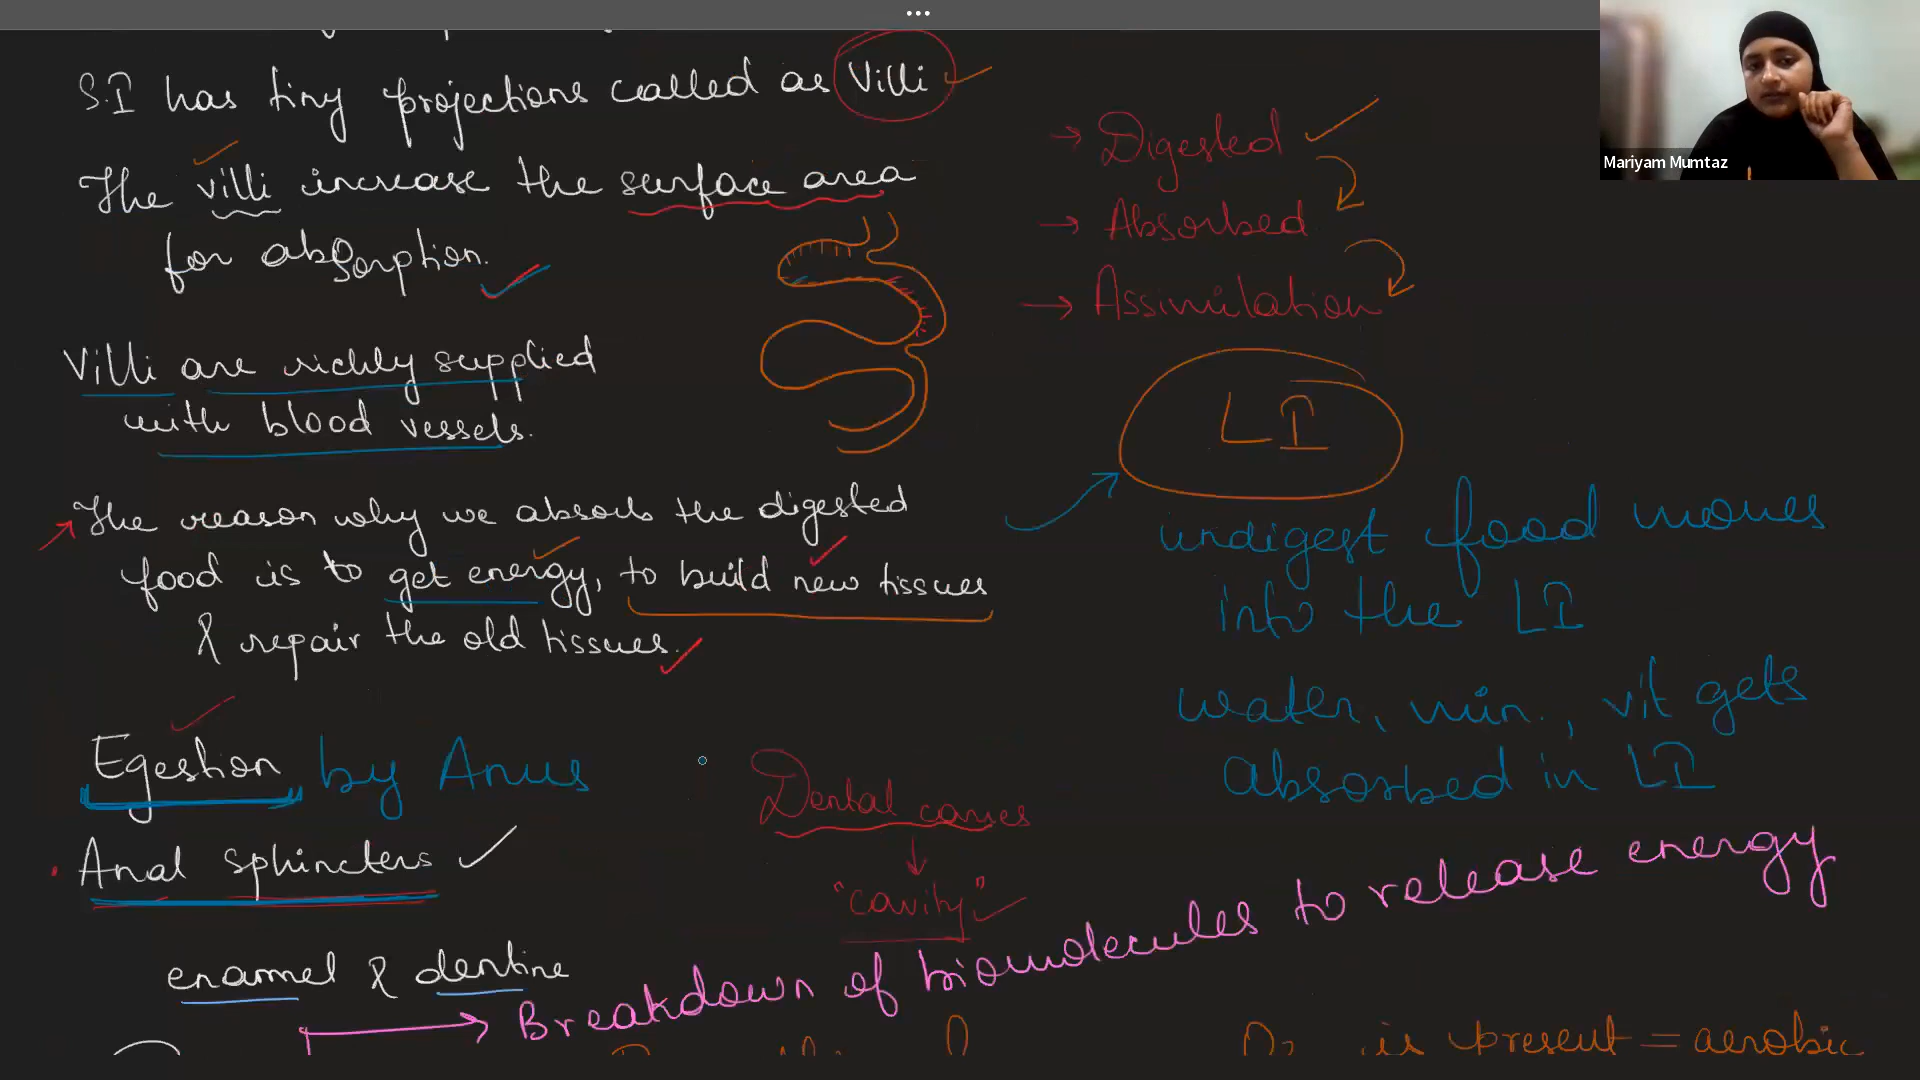 S.I has tiny projections called as Villi
The villi increase the surface area
for absorption.
Villi are richly supplied
with blood vessels.
The reason why we absorb the digested
food is to get energy, to build new tissues
& repair the old tissues.
Egestion by Anus
Anal sphincters
enamel & dentine
→ Digested
→ Absorbed
→ Assimilation
LI
undigest food moves
into the LI
water, min., vit gets
absorbed in LI
Dental caries
"cavity"
Breakdown of biomolecules to release energy
O2 is present = aerobic
Mariyam Mumtaz